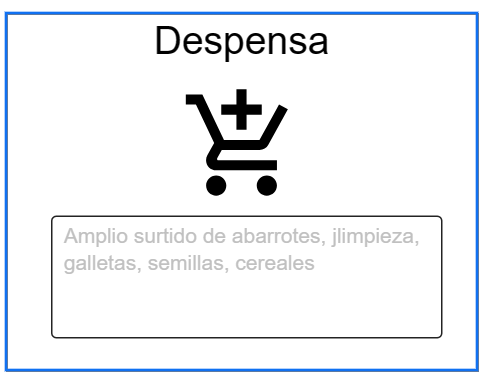 Despensa
Amplio surtido de abarrotes, jlimpieza,
galletas, semillas, cereales